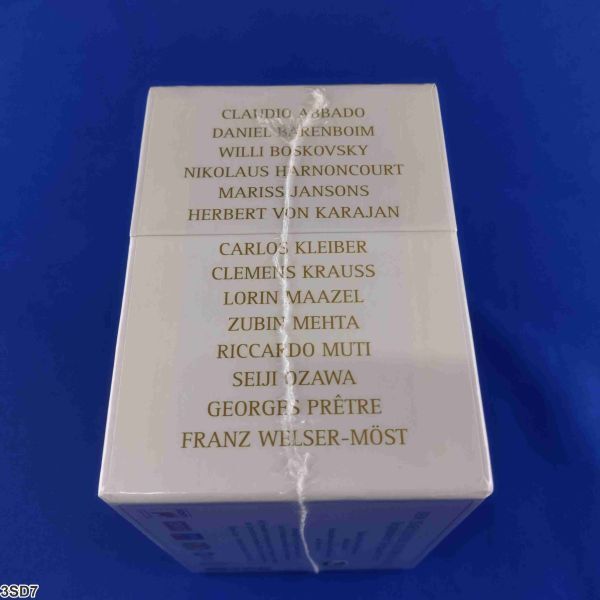 CLAUDIO ABBADO
DANIEL BARENBOIM
WILLI BOSKOVSKY
NIKOLAUS HARNONCOURT
MARISS JANSONS
HERBERT VON KARAJAN
CARLOS KLEIBER
CLEMENS KRAUSS
LORIN MAAZEL
ZUBIN MEHTA
RICCARDO MUTI
SEIJI OZAWA
GEORGES PRÊTRE
FRANZ WELSER-MÖST
3SD7